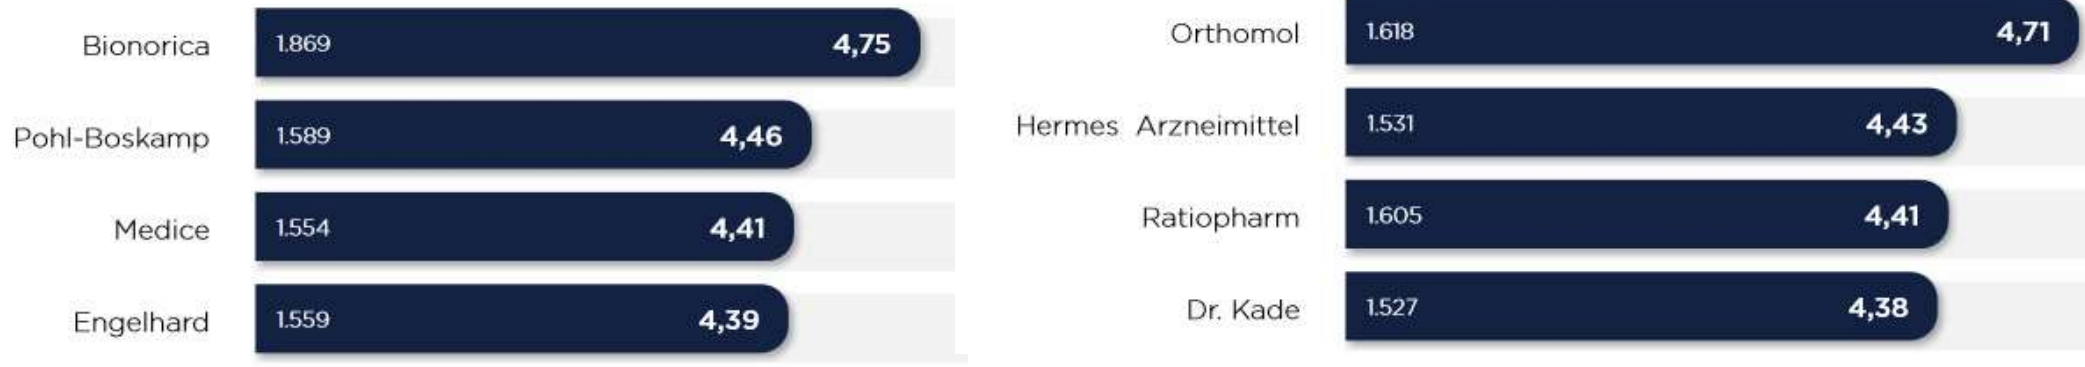 Bionorica 1.869 4,75
Pohl-Boskamp 1.589 4,46
Medice 1.554 4,41
Engelhard 1.559 4,39
Orthomol 1.618 4,71
Hermes Arzneimittel 1.531 4,43
Ratiopharm 1.605 4,41
Dr. Kade 1.527 4,38